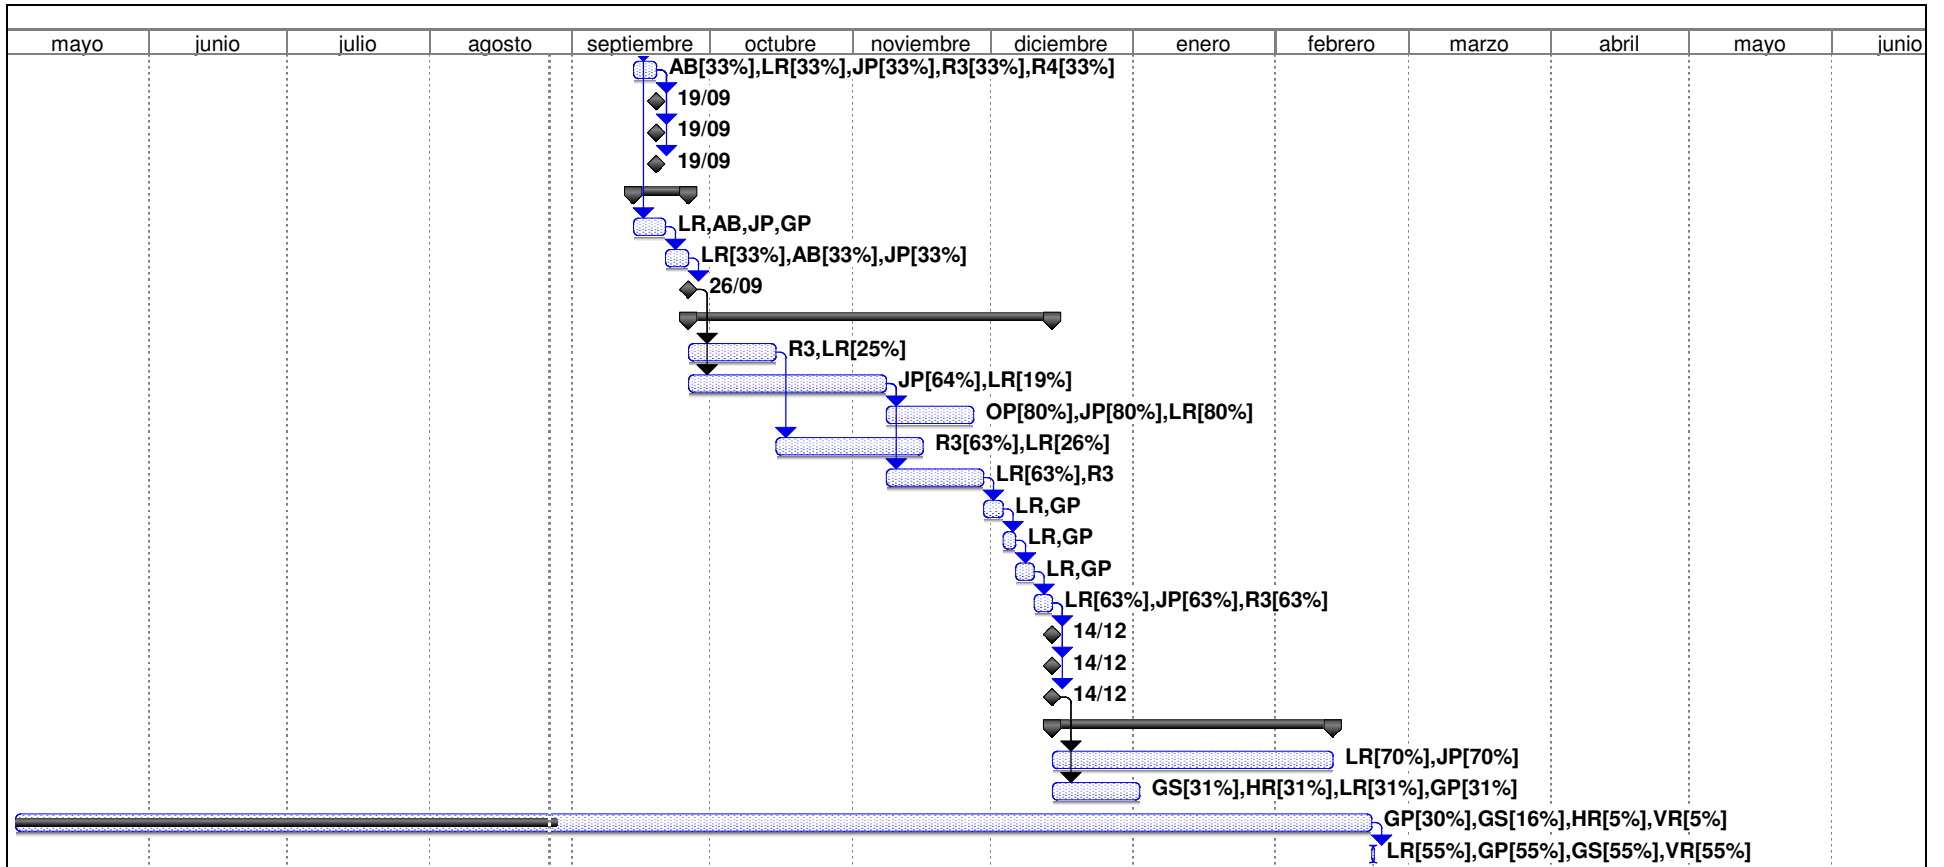 mayo junio julio agosto septiembre octubre noviembre diciembre enero febrero marzo abril mayo junio
AB[33%],LR[33%],JP[33%],R3[33%],R4[33%]
19/09
19/09
19/09
LR,AB,JP,GP
LR[33%],AB[33%],JP[33%]
26/09
R3,LR[25%]
JP[64%],LR[19%]
OP[80%],JP[80%],LR[80%]
R3[63%],LR[26%]
LR[63%],R3
LR,GP
LR,GP
LR,GP
LR[63%],JP[63%],R3[63%]
14/12
14/12
14/12
LR[70%],JP[70%]
GS[31%],HR[31%],LR[31%],GP[31%]
GP[30%],GS[16%],HR[5%],VR[5%]
LR[55%],GP[55%],GS[55%],VR[55%]